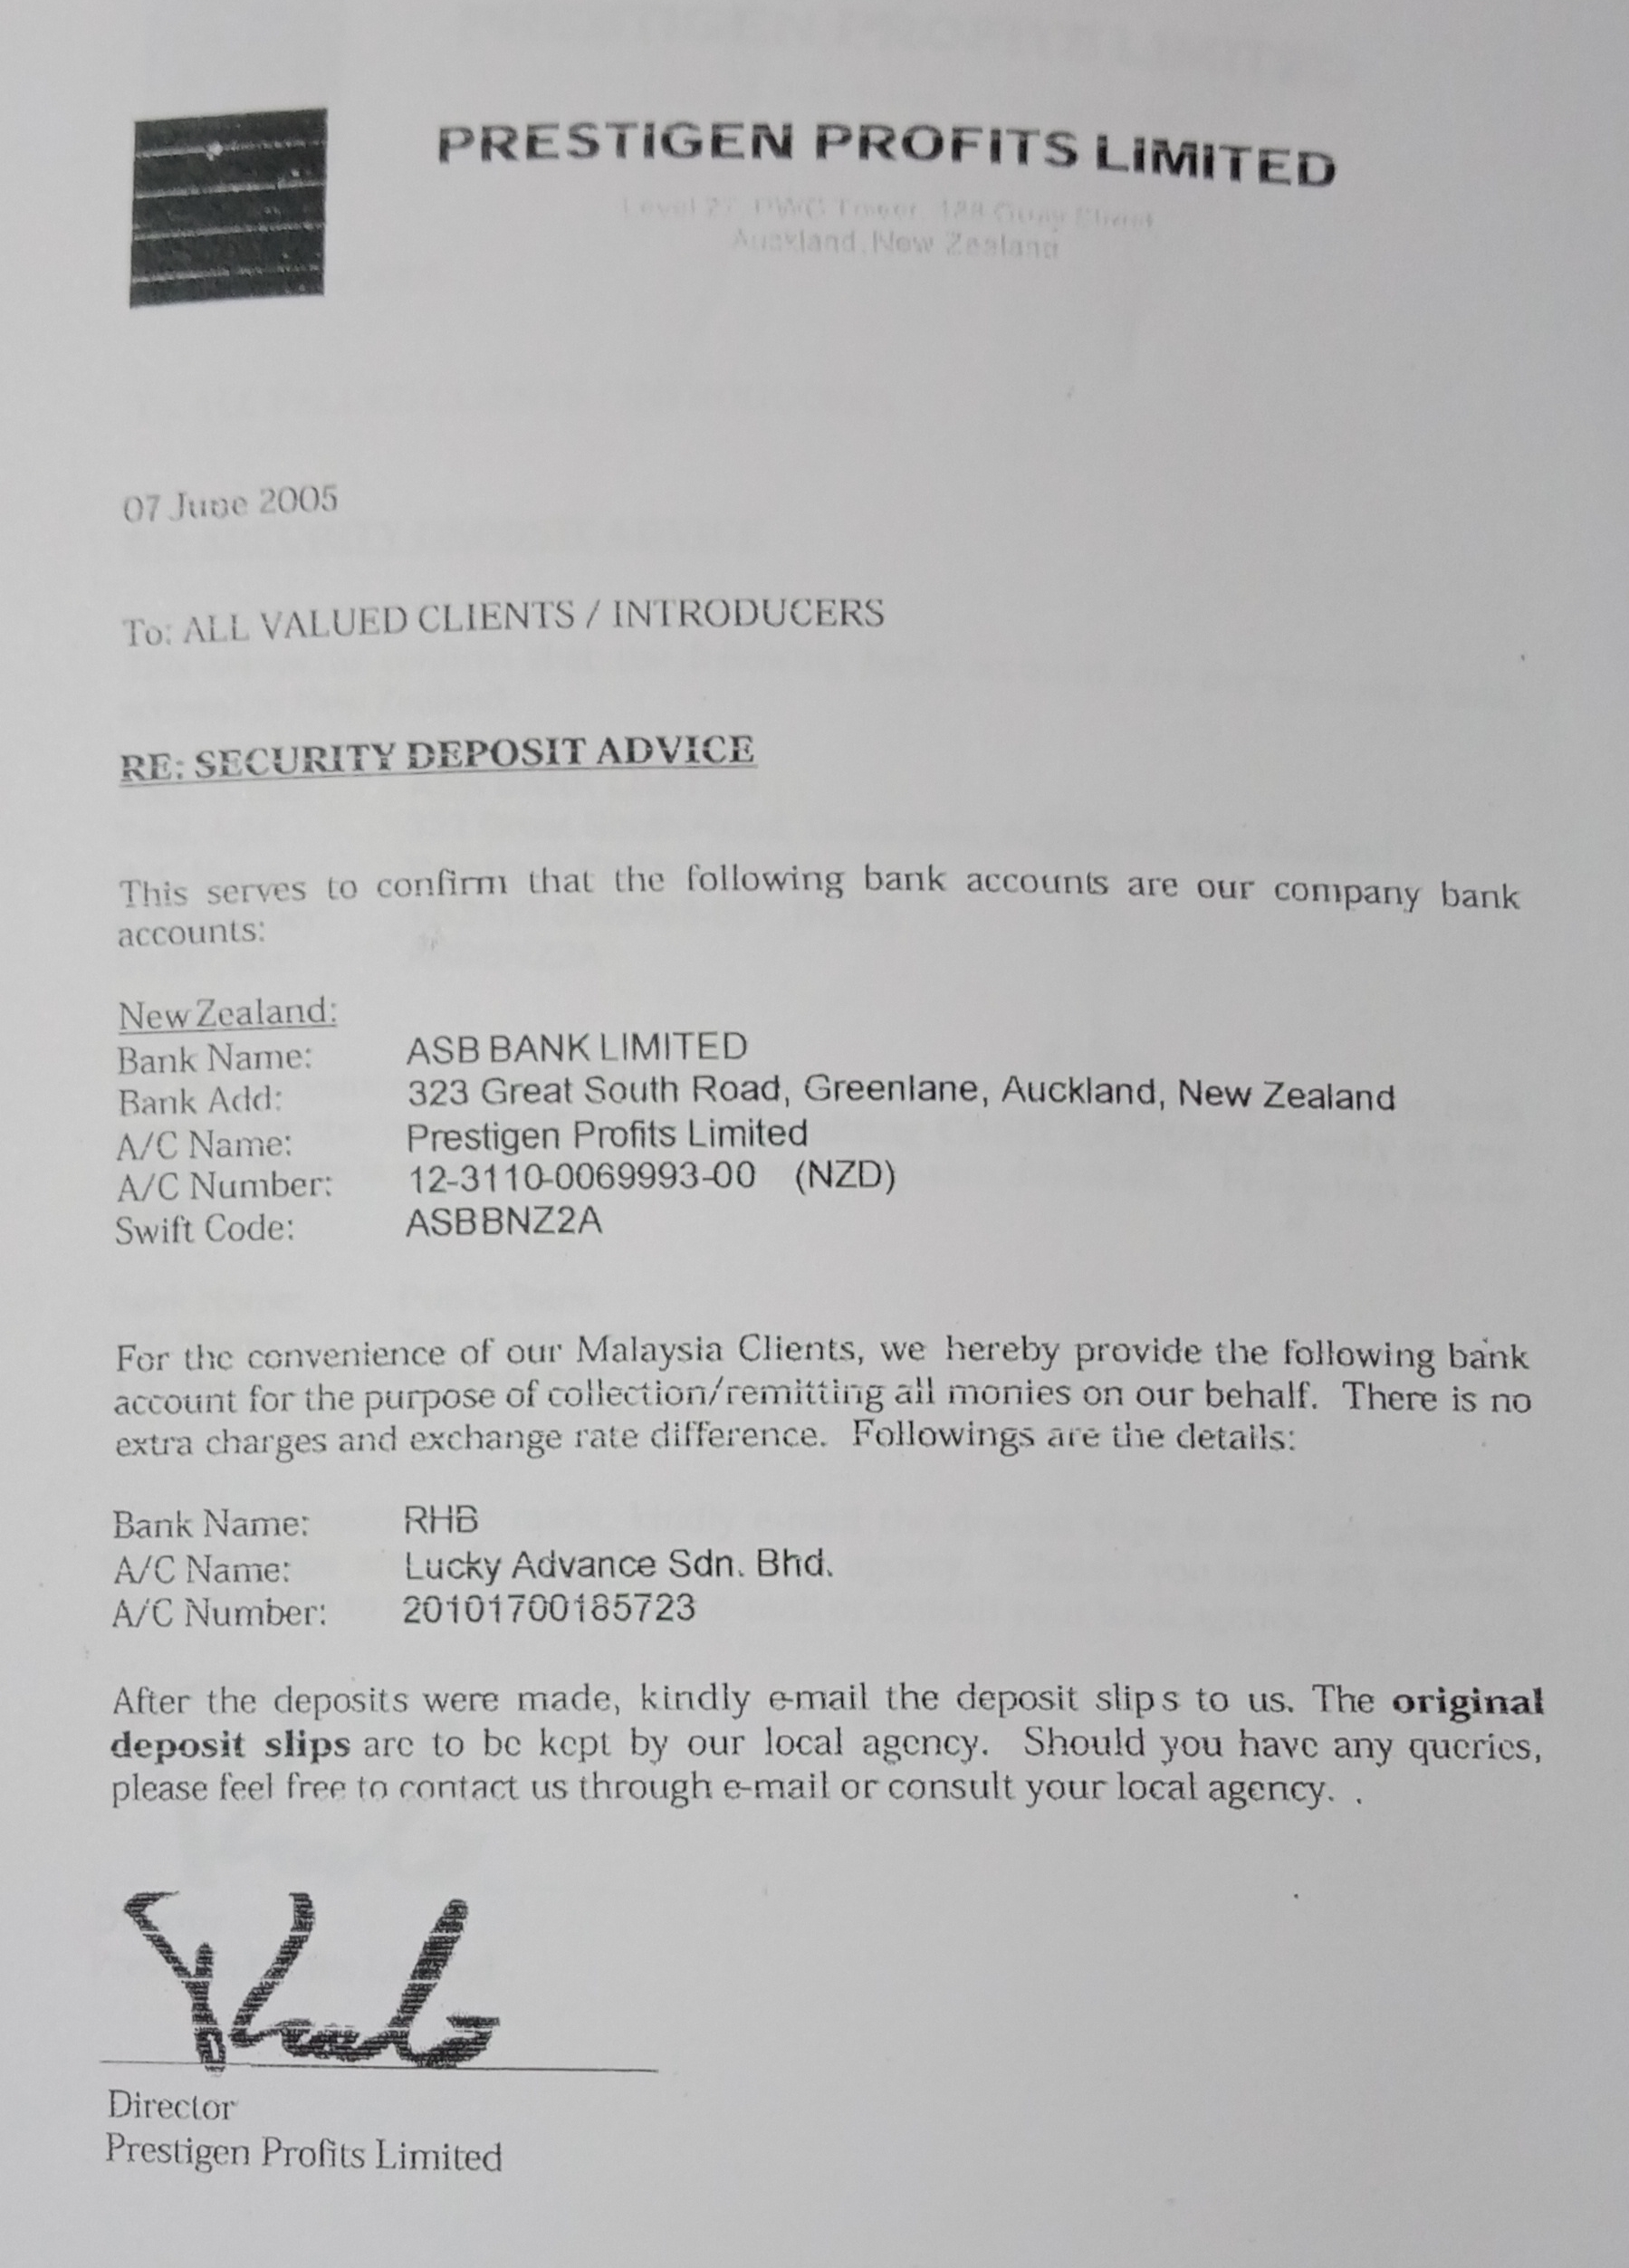 PRESTIGEN PROFITS LIMITED
Level 27, PWC Tower, 188 Quay Street
Auckland, New Zealand
07 June 2005
To: ALL VALUED CLIENTS / INTRODUCERS
RE: SECURITY DEPOSIT ADVICE
This serves to confirm that the following bank accounts are our company bank
accounts:
New Zealand:
Bank Name: ASB BANK LIMITED
Bank Add: 323 Great South Road, Greenlane, Auckland, New Zealand
A/C Name: Prestigen Profits Limited
A/C Number: 12-3110-0069993-00 (NZD)
Swift Code: ASBBNZ2A
For the convenience of our Malaysia Clients, we hereby provide the following bank
account for the purpose of collection/remitting all monies on our behalf. There is no
extra charges and exchange rate difference. Followings are the details:
Bank Name: RHB
A/C Name: Lucky Advance Sdn. Bhd.
A/C Number: 20101700185723
After the deposits were made, kindly e-mail the deposit slips to us. The original
deposit slips are to be kept by our local agency. Should you have any queries,
please feel free to contact us through e-mail or consult your local agency. .
Director
Prestigen Profits Limited